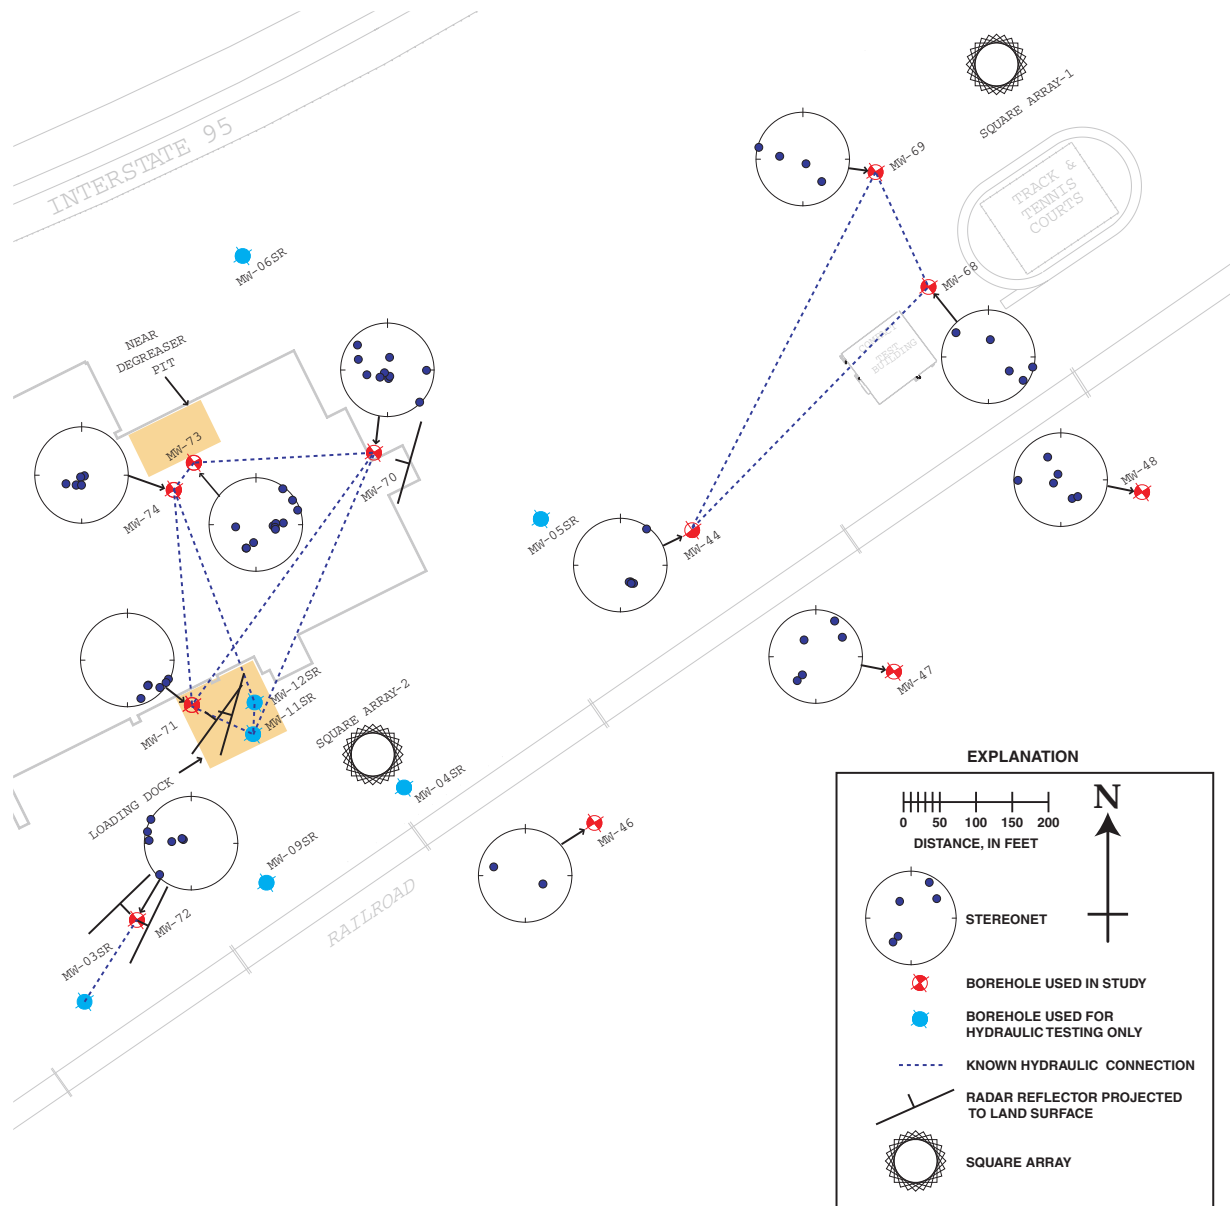 INTERSTATE 95
SQUARE ARRAY-1
MW-69
TRACK &
TENNIS
COURTS
MW-06SR
MW-68
NEAR
DEGREASER
PIT
TEST
BUILDING
MW-73
MW-70
MW-74
MW-48
MW-05SR
MW-44
MW-12SR
MW-11SR
MW-47
MW-71
SQUARE ARRAY-2
LOADING DOCK
MW-04SR
MW-46
MW-09SR
RAILROAD
MW-72
MW-03SR
EXPLANATION
0 50 100 150 200
DISTANCE, IN FEET
N
STEREONET
BOREHOLE USED IN STUDY
BOREHOLE USED FOR
HYDRAULIC TESTING ONLY
KNOWN HYDRAULIC CONNECTION
RADAR REFLECTOR PROJECTED
TO LAND SURFACE
SQUARE ARRAY